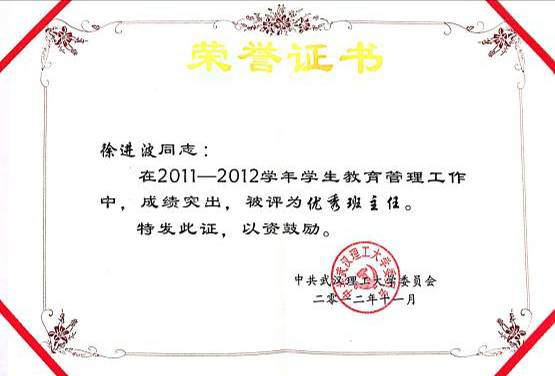 荣誉证书
徐进波同志：
在2011—2012学年学生教育管理工作
中，成绩突出，被评为优秀班主任。
特发此证，以资鼓励。
中共武汉理工大学委员会
二零一二年十一月
中共武汉理工大学委员会